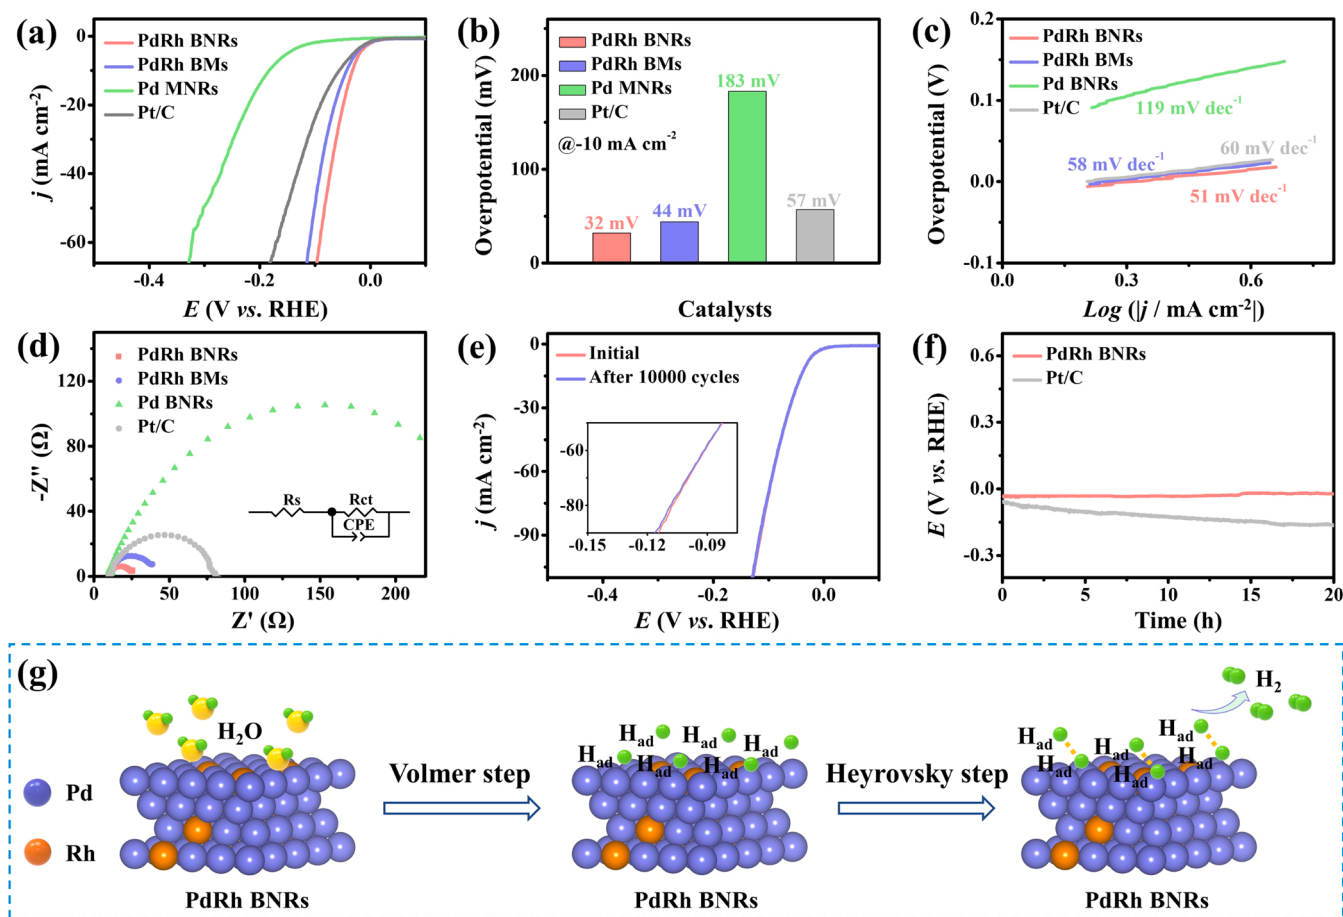 (a)
PdRh BNRs
PdRh BMs
Pd MNRs
Pt/C
0
-20
-40
-60
j (mA cm-2)
-0.4
-0.2
0.0
E (V vs. RHE)
(b)
PdRh BNRs
PdRh BMs
Pd MNRs
Pt/C
@-10 mA cm-2
200
100
0
Overpotential (mV)
32 mV
44 mV
183 mV
57 mV
Catalysts
(c)
PdRh BNRs
PdRh BMs
Pd BNRs
Pt/C
0.2
0.1
0.0
-0.1
Overpotential (V)
119 mV dec-1
58 mV dec-1
60 mV dec-1
51 mV dec-1
0.0
0.3
0.6
Log (|j / mA cm-2|)
(d)
PdRh BNRs
PdRh BMs
Pd BNRs
Pt/C
120
80
40
0
-Z'' (Ω)
Rs
Rct
CPE
0
50
100
150
200
Z' (Ω)
(e)
Initial
After 10000 cycles
0
-30
-60
-90
j (mA cm-2)
-60
-80
-0.15
-0.12
-0.09
-0.4
-0.2
0.0
E (V vs. RHE)
(f)
PdRh BNRs
Pt/C
0.6
0.3
0.0
-0.3
E (V vs. RHE)
0
5
10
15
20
Time (h)
(g)
H2O
Pd
Rh
PdRh BNRs
Volmer step
Had
Had
Had
Had
Had
Had
PdRh BNRs
Heyrovsky step
H2
Had
Had
Had
Had
Had
Had
PdRh BNRs